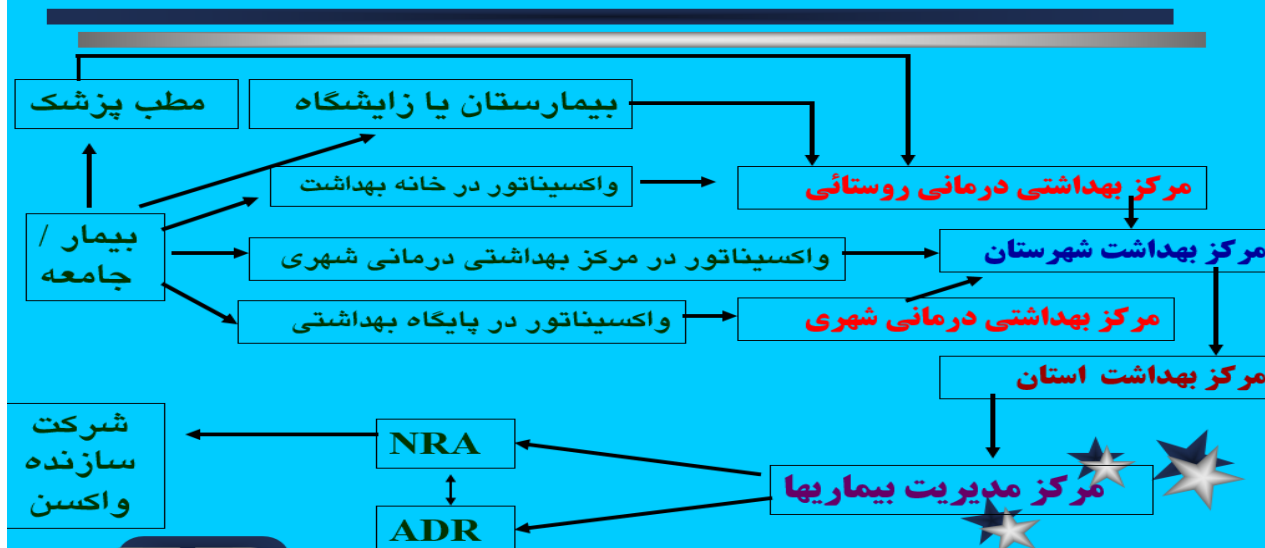 مطب پزشک
بیمارستان یا زایشگاه
واکسیناتور در خانه بهداشت
مرکز بهداشتی درمانی روستائی
بیمار /
جامعه
واکسیناتور در مرکز بهداشتی درمانی شهری
مرکز بهداشت شهرستان
واکسیناتور در پایگاه بهداشتی
مرکز بهداشتی درمانی شهری
مرکز بهداشت استان
شرکت
سازنده
واکسن
NRA
مرکز مدیریت بیماریها
ADR